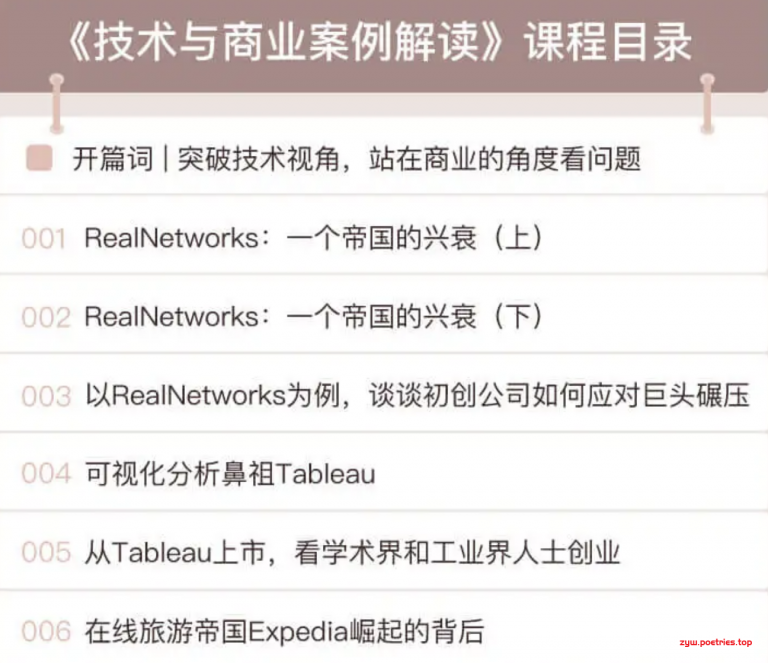 《技术与商业案例解读》课程目录
开篇词 | 突破技术视角，站在商业的角度看问题
001 RealNetworks：一个帝国的兴衰（上）
002 RealNetworks：一个帝国的兴衰（下）
003 以RealNetworks为例，谈谈初创公司如何应对巨头碾压
004 可视化分析鼻祖Tableau
005 从Tableau上市，看学术界和工业界人士创业
006 在线旅游帝国Expedia崛起的背后
zyw.poetries.top